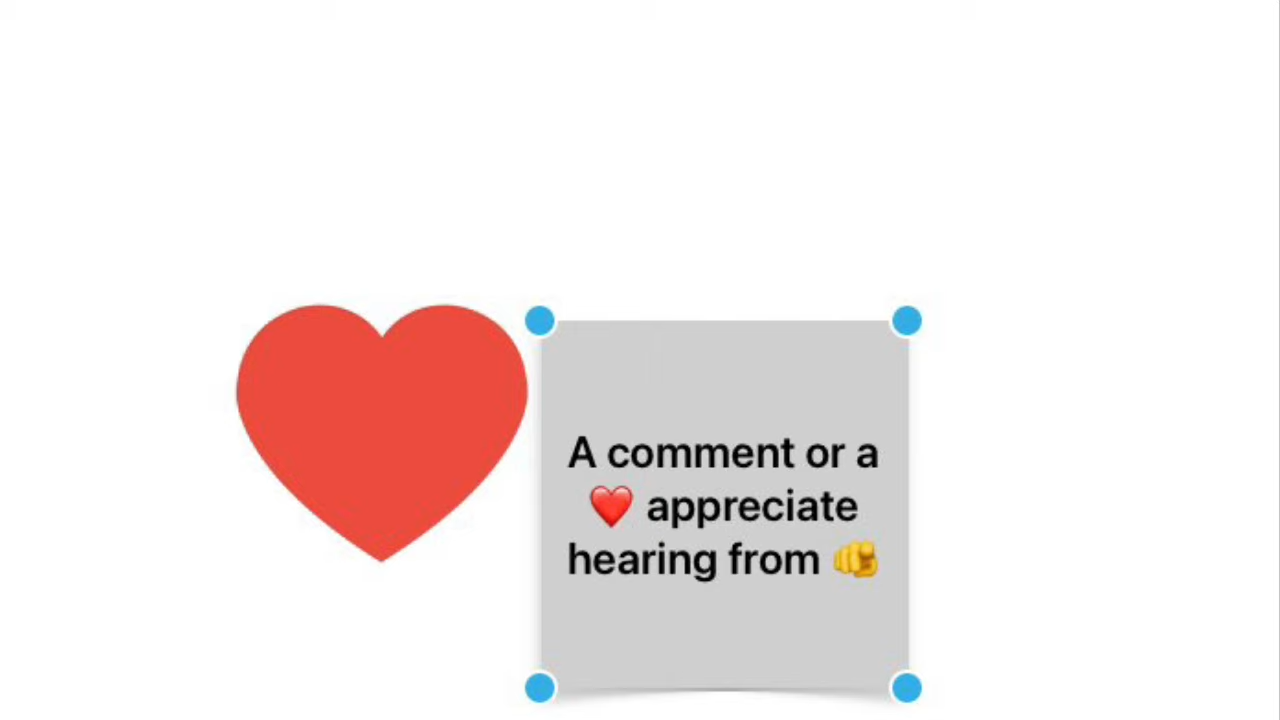 A comment or a
❤️ appreciate
hearing from 🫵